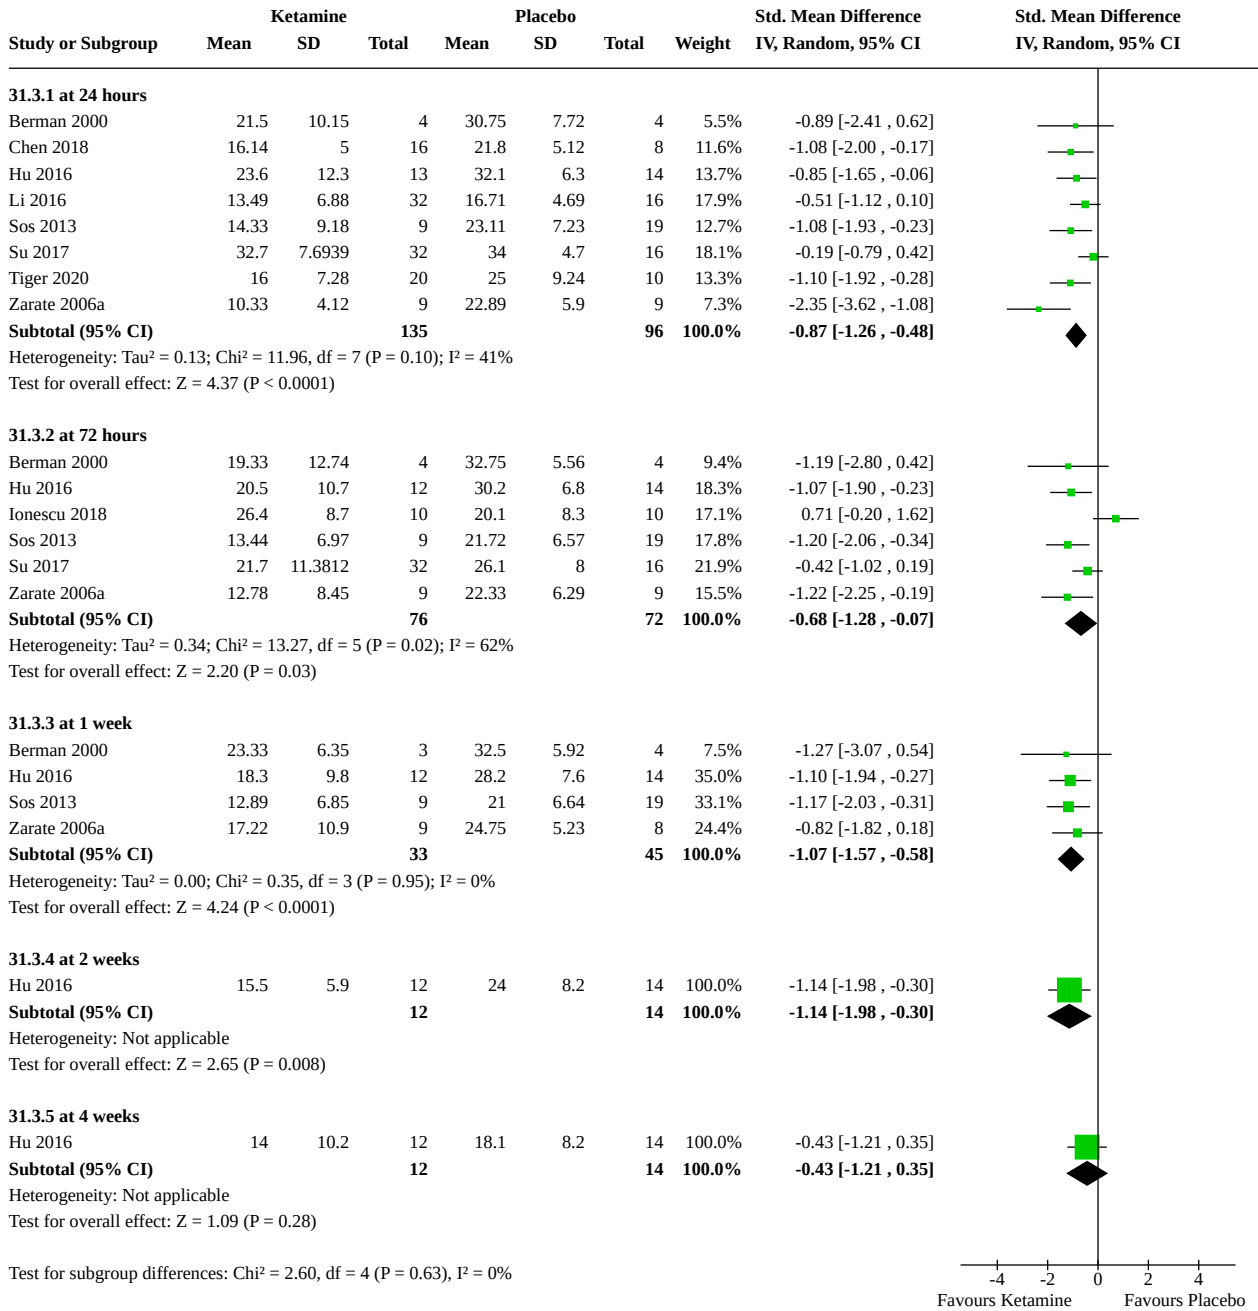 Ketamine Placebo Std. Mean Difference Std. Mean Difference
Study or Subgroup Mean SD Total Mean SD Total Weight IV, Random, 95% CI IV, Random, 95% CI
31.3.1 at 24 hours
Berman 2000 21.5 10.15 4 30.75 7.72 4 5.5% -0.89 [-2.41 , 0.62]
Chen 2018 16.14 5 16 21.8 5.12 8 11.6% -1.08 [-2.00 , -0.17]
Hu 2016 23.6 12.3 13 32.1 6.3 14 13.7% -0.85 [-1.65 , -0.06]
Li 2016 13.49 6.88 32 16.71 4.69 16 17.9% -0.51 [-1.12 , 0.10]
Sos 2013 14.33 9.18 9 23.11 7.23 19 12.7% -1.08 [-1.93 , -0.23]
Su 2017 32.7 7.6939 32 34 4.7 16 18.1% -0.19 [-0.79 , 0.42]
Tiger 2020 16 7.28 20 25 9.24 10 13.3% -1.10 [-1.92 , -0.28]
Zarate 2006a 10.33 4.12 9 22.89 5.9 9 7.3% -2.35 [-3.62 , -1.08]
Subtotal (95% CI) 135 96 100.0% -0.87 [-1.26 , -0.48]
Heterogeneity: Tau² = 0.13; Chi² = 11.96, df = 7 (P = 0.10); I² = 41%
Test for overall effect: Z = 4.37 (P < 0.0001)
31.3.2 at 72 hours
Berman 2000 19.33 12.74 4 32.75 5.56 4 9.4% -1.19 [-2.80 , 0.42]
Hu 2016 20.5 10.7 12 30.2 6.8 14 18.3% -1.07 [-1.90 , -0.23]
Ionescu 2018 26.4 8.7 10 20.1 8.3 10 17.1% 0.71 [-0.20 , 1.62]
Sos 2013 13.44 6.97 9 21.72 6.57 19 17.8% -1.20 [-2.06 , -0.34]
Su 2017 21.7 11.3812 32 26.1 8 16 21.9% -0.42 [-1.02 , 0.19]
Zarate 2006a 12.78 8.45 9 22.33 6.29 9 15.5% -1.22 [-2.25 , -0.19]
Subtotal (95% CI) 76 72 100.0% -0.68 [-1.28 , -0.07]
Heterogeneity: Tau² = 0.34; Chi² = 13.27, df = 5 (P = 0.02); I² = 62%
Test for overall effect: Z = 2.20 (P = 0.03)
31.3.3 at 1 week
Berman 2000 23.33 6.35 3 32.5 5.92 4 7.5% -1.27 [-3.07 , 0.54]
Hu 2016 18.3 9.8 12 28.2 7.6 14 35.0% -1.10 [-1.94 , -0.27]
Sos 2013 12.89 6.85 9 21 6.64 19 33.1% -1.17 [-2.03 , -0.31]
Zarate 2006a 17.22 10.9 9 24.75 5.23 8 24.4% -0.82 [-1.82 , 0.18]
Subtotal (95% CI) 33 45 100.0% -1.07 [-1.57 , -0.58]
Heterogeneity: Tau² = 0.00; Chi² = 0.35, df = 3 (P = 0.95); I² = 0%
Test for overall effect: Z = 4.24 (P < 0.0001)
31.3.4 at 2 weeks
Hu 2016 15.5 5.9 12 24 8.2 14 100.0% -1.14 [-1.98 , -0.30]
Subtotal (95% CI) 12 14 100.0% -1.14 [-1.98 , -0.30]
Heterogeneity: Not applicable
Test for overall effect: Z = 2.65 (P = 0.008)
31.3.5 at 4 weeks
Hu 2016 14 10.2 12 18.1 8.2 14 100.0% -0.43 [-1.21 , 0.35]
Subtotal (95% CI) 12 14 100.0% -0.43 [-1.21 , 0.35]
Heterogeneity: Not applicable
Test for overall effect: Z = 1.09 (P = 0.28)
Test for subgroup differences: Chi² = 2.60, df = 4 (P = 0.63), I² = 0%
-4 -2 0 2 4
Favours Ketamine Favours Placebo